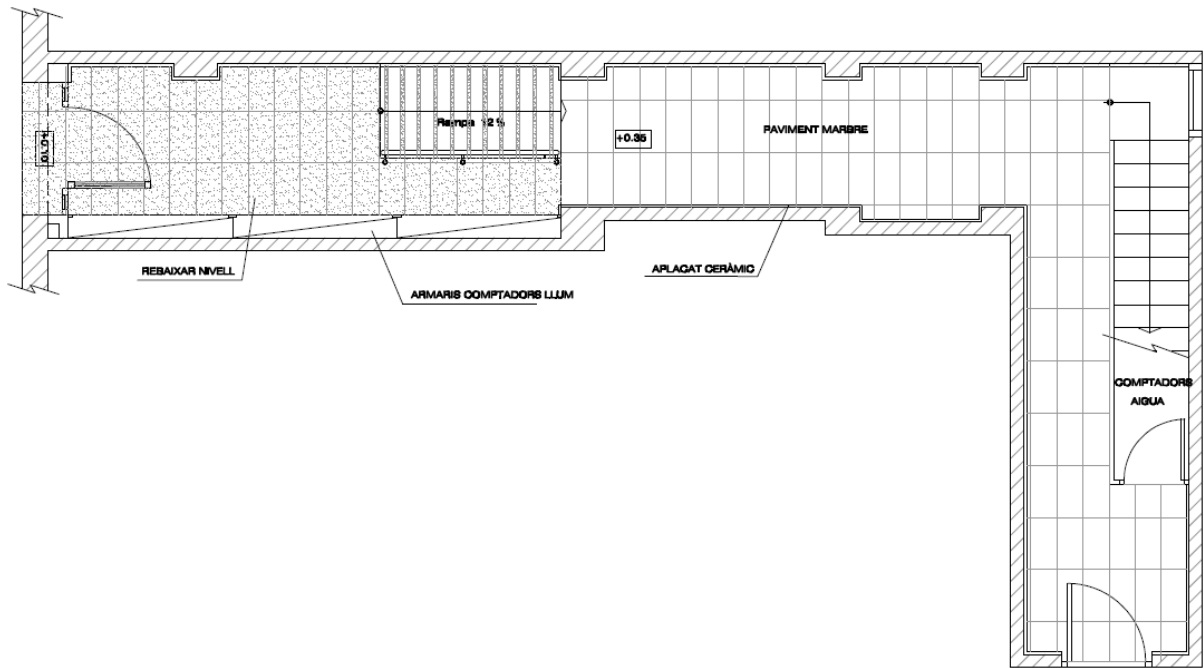 +0.10
Rampa 12%
+0.35
PAVIMENT MARBRE
REBAIXAR NIVELL
ARMARIS COMPTADORS LLUM
APLACAT CERÀMIC
COMPTADORS
AIGUA